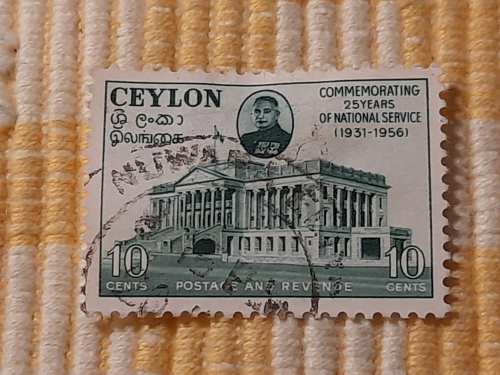 CEYLON
ශ්‍රී ලංකා
இலங்கை
COMMEMORATING
25 YEARS
OF NATIONAL SERVICE
(1931-1956)
10
CENTS
POSTAGE AND REVENUE
10
CENTS